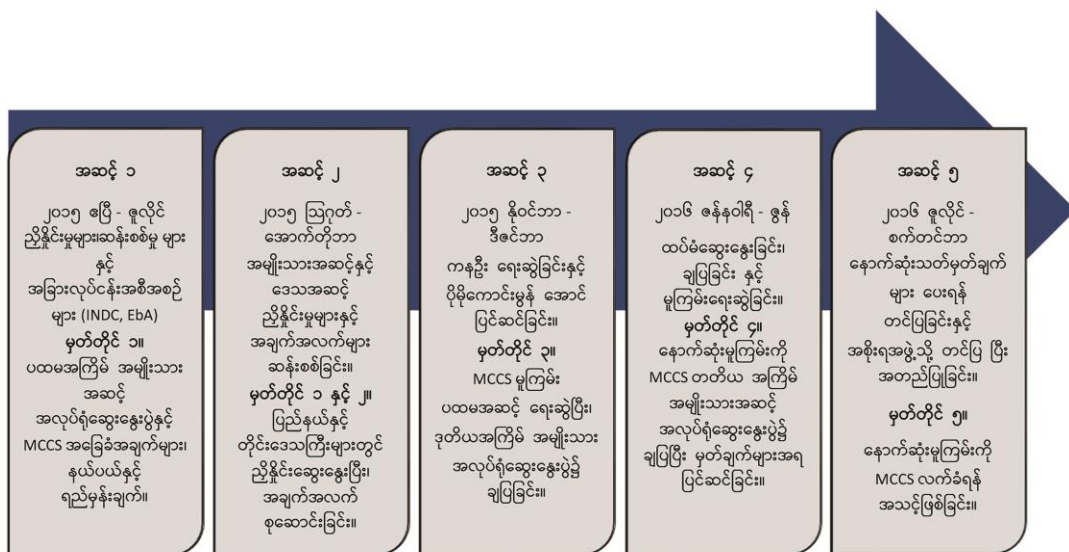 အဆင့် ၁
၂၀၁၅ ဧပြီ - ဇူလိုင်
ညှိနှိုင်းမှုများ၊ဆန်းစစ်မှု များ
နှင့်
အခြားလုပ်ငန်းအစီအစဉ်
များ (INDC, EbA)
မှတ်တိုင် ၁။
ပထမအကြိမ် အမျိုးသား
အဆင့်
အလုပ်ရုံဆွေးနွေးပွဲနှင့်
MCCS အခြေခံအချက်များ၊
နယ်ပယ်နှင့်
ရည်မှန်းချက်။
အဆင့် ၂
၂၀၁၅ ဩဂုတ် -
အောက်တိုဘာ
အမျိုးသားအဆင့်နှင့်
ဒေသအဆင့်
ညှိနှိုင်းမှုများနှင့်
အချက်အလက်များ
ဆန်းစစ်ခြင်း။
မှတ်တိုင် ၁ နှင့် ၂။
ပြည်နယ်နှင့်
တိုင်းဒေသကြီးများတွင်
ညှိနှိုင်းဆွေးနွေးပြီး၊
အချက်အလက်
စုဆောင်းခြင်း။
အဆင့် ၃
၂၀၁၅ နိုဝင်ဘာ -
ဒီဇင်ဘာ
ကနဦး ရေးဆွဲခြင်းနှင့်
ပိုမိုကောင်းမွန် အောင်
ပြင်ဆင်ခြင်း။
မှတ်တိုင် ၃။
MCCS မူကြမ်း
ပထမအဆင့် ရေးဆွဲပြီး၊
ဒုတိယအကြိမ် အမျိုးသား
အလုပ်ရုံဆွေးနွေးပွဲ၌
ချပြခြင်း။
အဆင့် ၄
၂၀၁၆ ဇန်နဝါရီ - ဇွန်
ထပ်မံဆွေးနွေးခြင်း၊
ချပြခြင်း နှင့်
မူကြမ်းရေးဆွဲခြင်း။
မှတ်တိုင် ၄။
နောက်ဆုံးမူကြမ်းကို
MCCS တတိယ အကြိမ်
အမျိုးသားအဆင့်
အလုပ်ရုံဆွေးနွေးပွဲ၌
ချပြပြီး မှတ်ချက်များအရ
ပြင်ဆင်ခြင်း။
အဆင့် ၅
၂၀၁၆ ဇူလိုင် -
စက်တင်ဘာ
နောက်ဆုံးသတ်မှတ်ချက်
များ ပေးရန်
တင်ပြခြင်းနှင့်
အစိုးရအဖွဲ့သို့ တင်ပြ ပြီး
အတည်ပြုခြင်း။
မှတ်တိုင် ၅။
နောက်ဆုံးမူကြမ်းကို
MCCS လက်ခံရန်
အသင့်ဖြစ်ခြင်း။